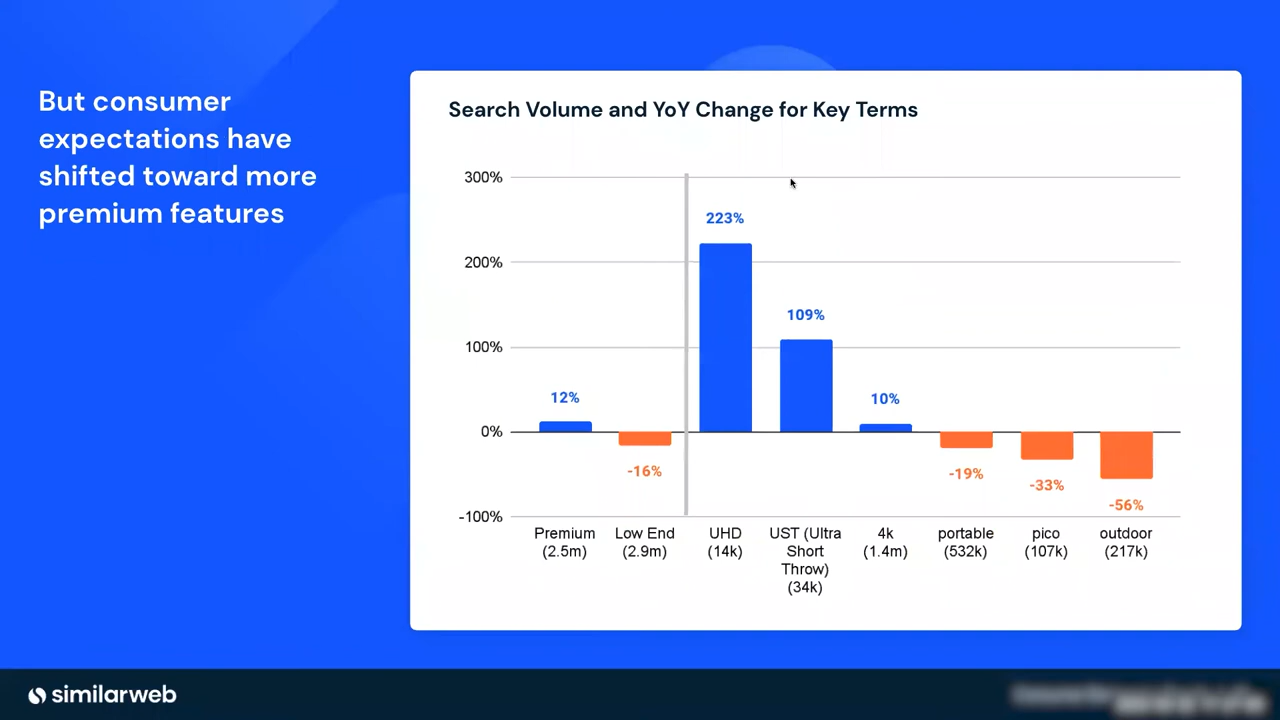 But consumer
expectations have
shifted toward more
premium features
Search Volume and YoY Change for Key Terms
300%
200%
100%
0%
-100%
12%
-16%
223%
109%
10%
-19%
-33%
-56%
Premium
(2.5m)
Low End
(2.9m)
UHD
(14k)
UST (Ultra
Short
Throw)
(34k)
4k
(1.4m)
portable
(532k)
pico
(107k)
outdoor
(217k)
similarweb